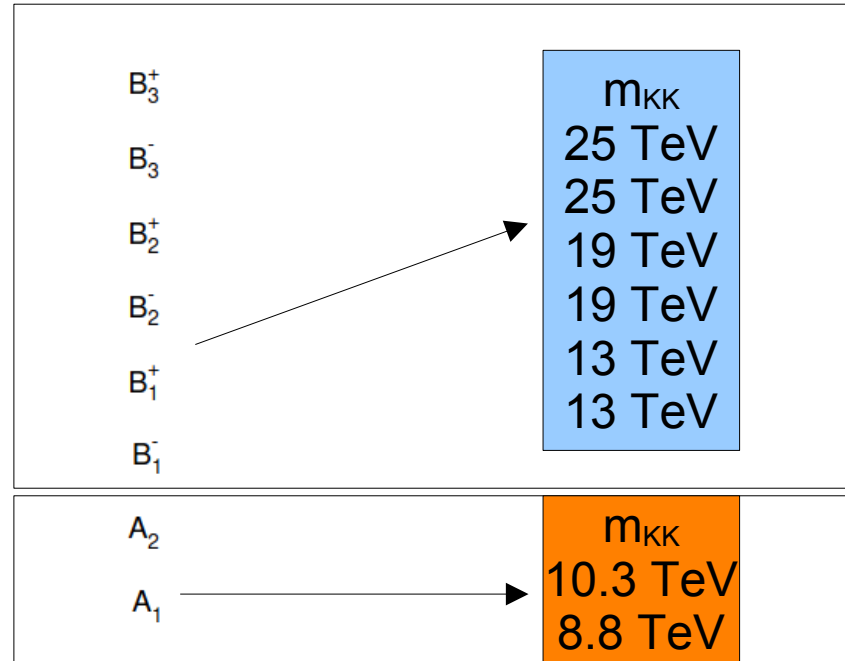 B₃⁺
B₃⁻
B₂⁺
B₂⁻
B₁⁺
B₁⁻
mKK
25 TeV
25 TeV
19 TeV
19 TeV
13 TeV
13 TeV
A₂
A₁
mKK
10.3 TeV
8.8 TeV